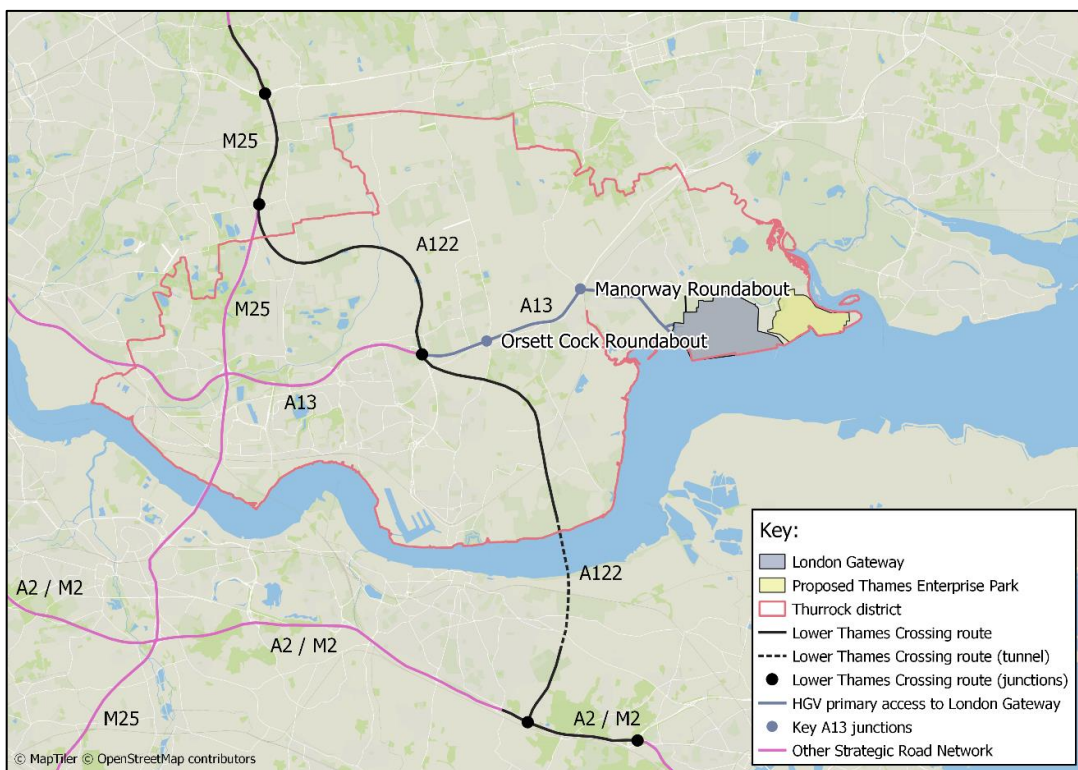 M25
A122
M25
Manorway Roundabout
A13
Orsett Cock Roundabout
A13
A122
A2 / M2
A2 / M2
M25
A2 / M2
Key:
London Gateway
Proposed Thames Enterprise Park
Thurrock district
Lower Thames Crossing route
Lower Thames Crossing route (tunnel)
Lower Thames Crossing route (junctions)
HGV primary access to London Gateway
Key A13 junctions
Other Strategic Road Network
© MapTiler © OpenStreetMap contributors